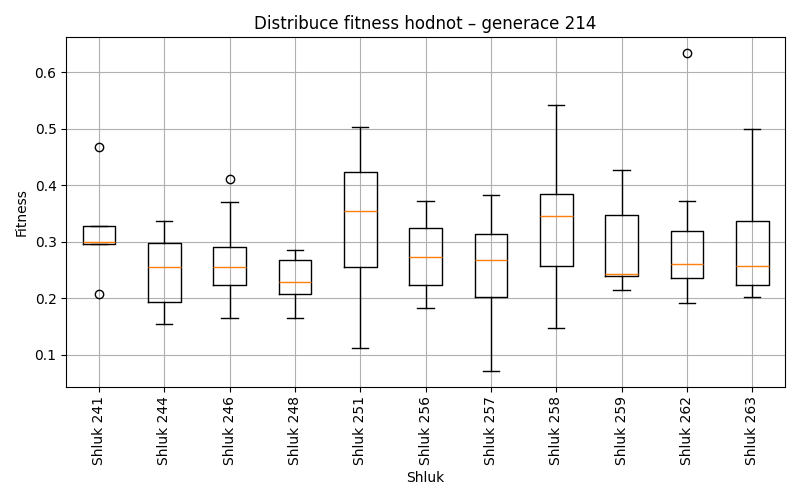 Distribuce fitness hodnot – generace 214
Fitness
0.6
0.5
0.4
0.3
0.2
0.1
Shluk 241
Shluk 244
Shluk 246
Shluk 248
Shluk 251
Shluk 256
Shluk 257
Shluk 258
Shluk 259
Shluk 262
Shluk 263
Shluk